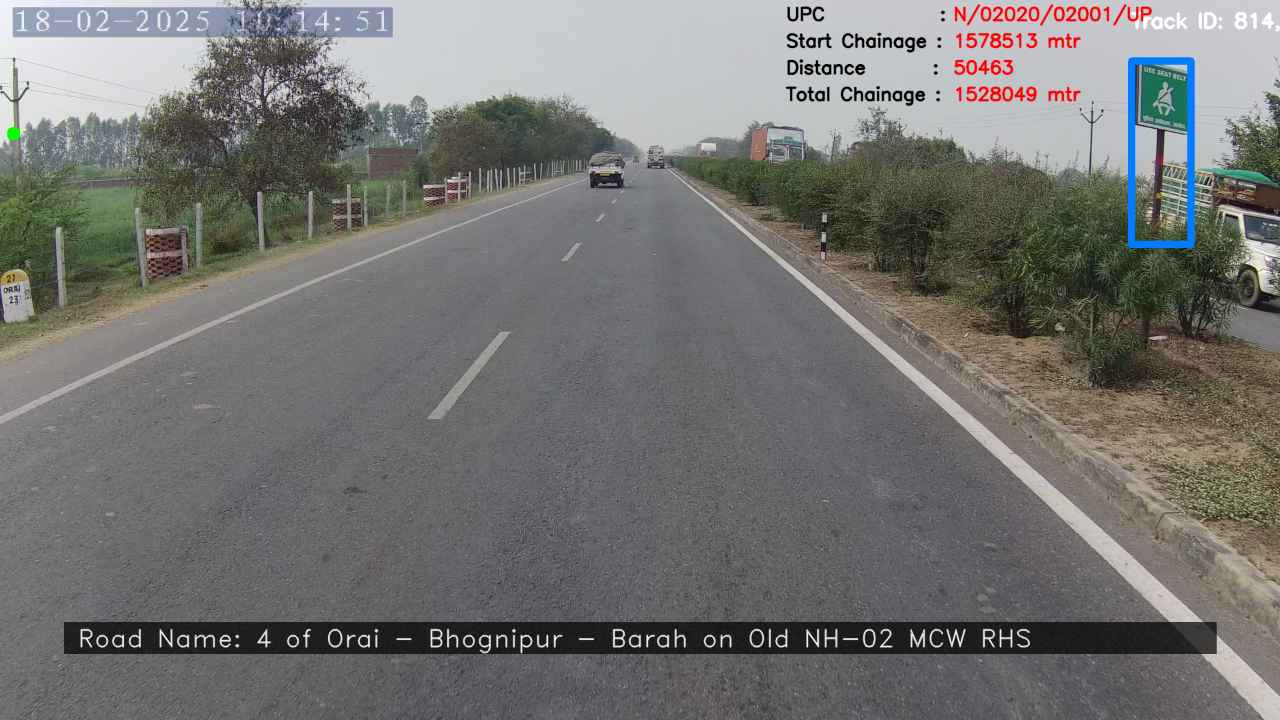 18-02-2025 10:14:51
UPC : N/02020/02001/UP
Track ID: 814,
Start Chainage : 1578513 mtr
Distance : 50463
Total Chainage : 1528049 mtr
USE SEAT BELT
27
ORAI
23
Road Name: 4 of Orai - Bhognipur - Barah on Old NH-02 MCW RHS